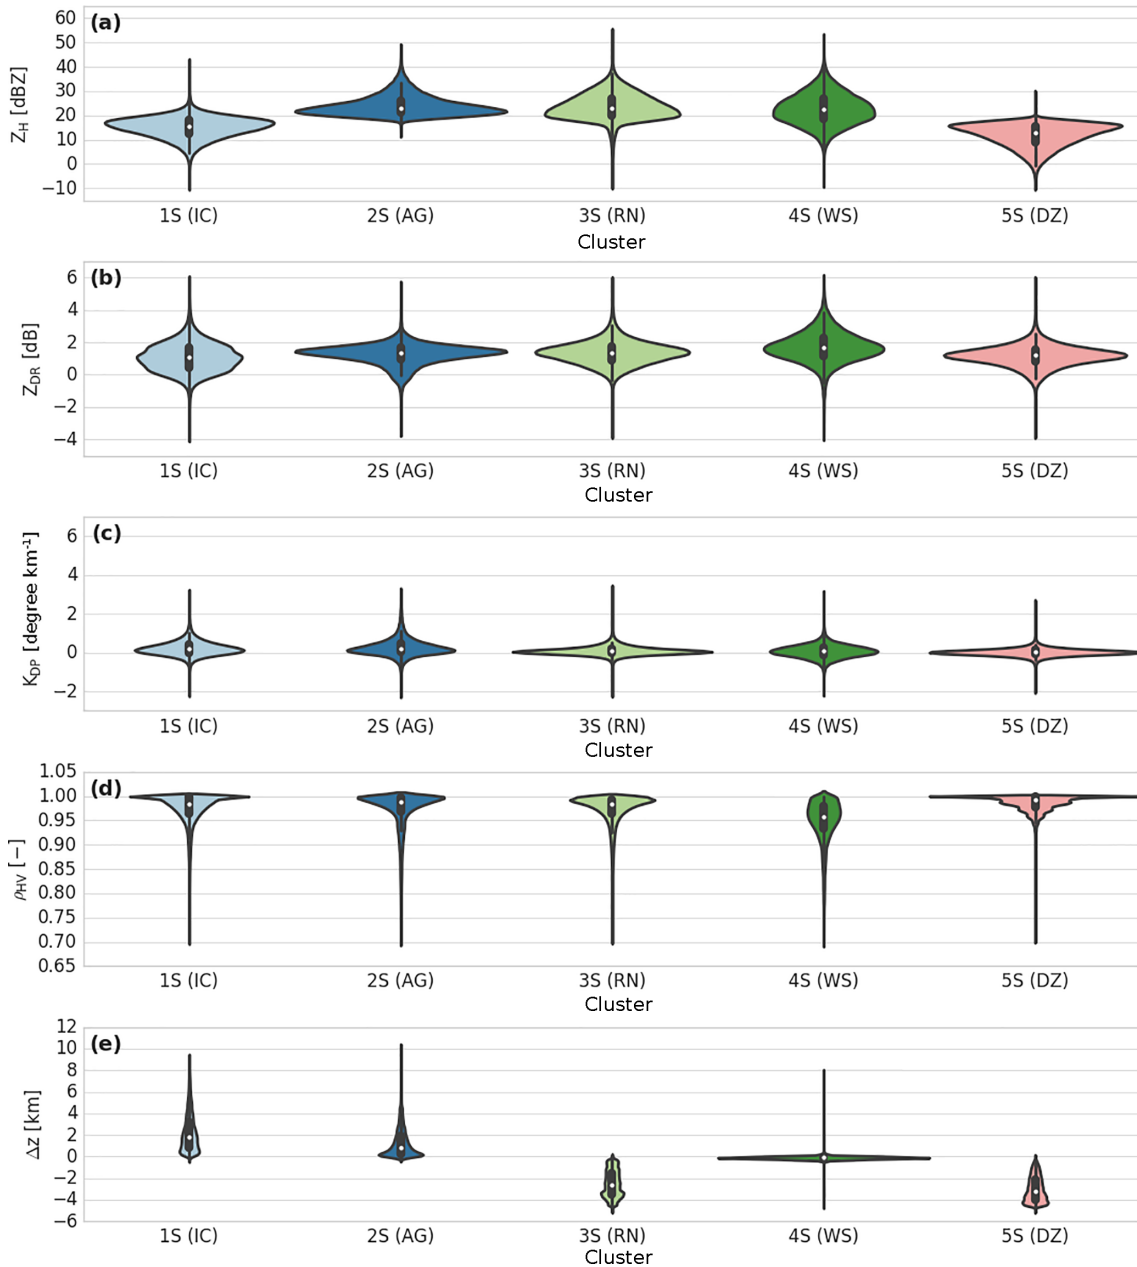 (a)
Z_H [dBZ]
60
50
40
30
20
10
0
−10
1S (IC) 2S (AG) 3S (RN) 4S (WS) 5S (DZ)
Cluster
(b)
Z_DR [dB]
6
4
2
0
−2
−4
1S (IC) 2S (AG) 3S (RN) 4S (WS) 5S (DZ)
Cluster
(c)
K_DP [degree km⁻¹]
6
4
2
0
−2
1S (IC) 2S (AG) 3S (RN) 4S (WS) 5S (DZ)
Cluster
(d)
ρ_HV [−]
1.05
1.00
0.95
0.90
0.85
0.80
0.75
0.70
0.65
1S (IC) 2S (AG) 3S (RN) 4S (WS) 5S (DZ)
Cluster
(e)
Δz [km]
12
10
8
6
4
2
0
−2
−4
−6
1S (IC) 2S (AG) 3S (RN) 4S (WS) 5S (DZ)
Cluster